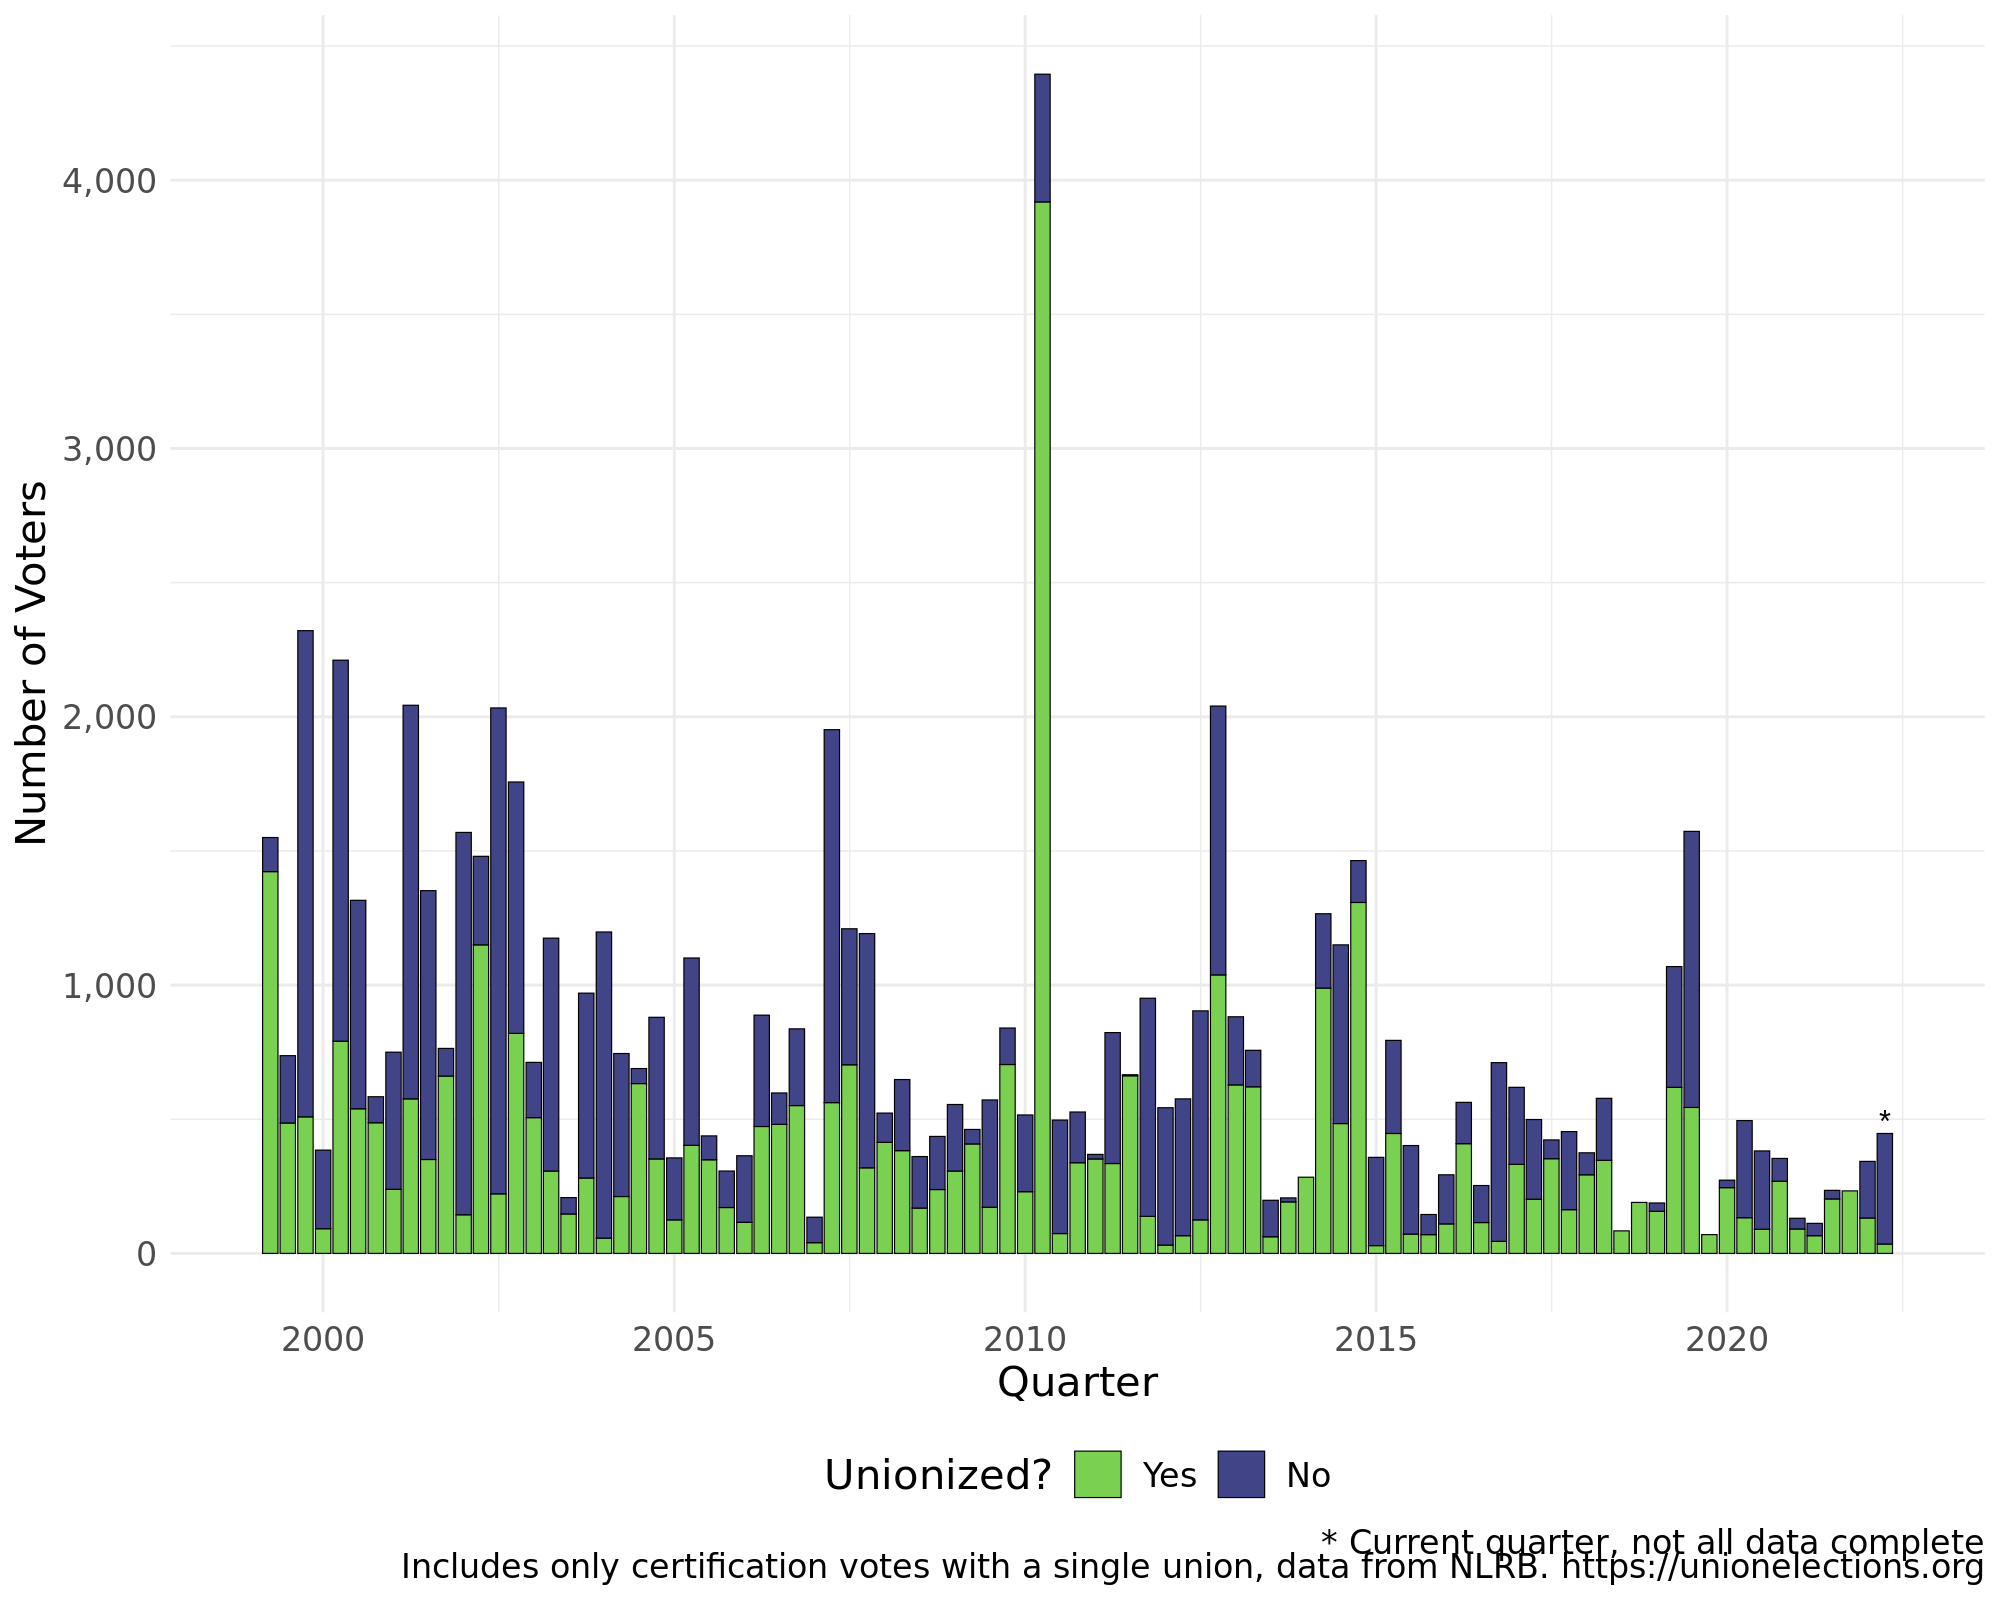 Number of Voters
4,000
3,000
2,000
1,000
0
*
2000 2005 2010 2015 2020
Quarter
Unionized? Yes No
* Current quarter, not all data complete
Includes only certification votes with a single union, data from NLRB. https://unionelections.org